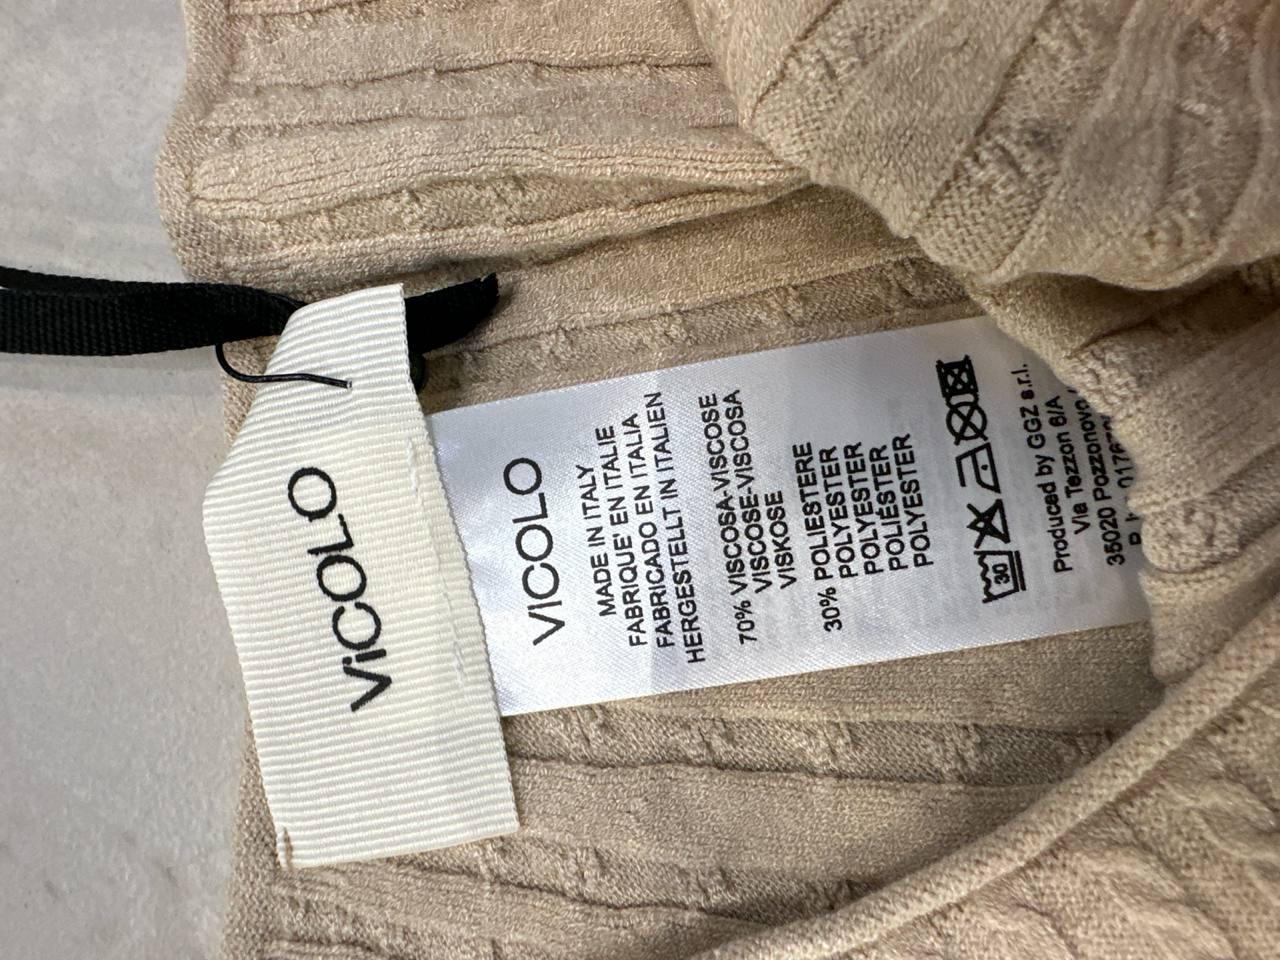 ViCOLO
VICOLO
MADE IN ITALY
FABRIQUE' EN ITALIE
FABRICADO EN ITALIA
HERGESTELLT IN ITALIEN
70% VISCOSA-VISCOSE
VISCOSE-VISCOSA
VISKOSE
30% POLIESTERE
POLYESTER
POLYESTER
POLIÉSTER
POLYESTER
30
Produced by GGZ s.r.l.
Via Tezzon 6/A
35020 Pozzonovo